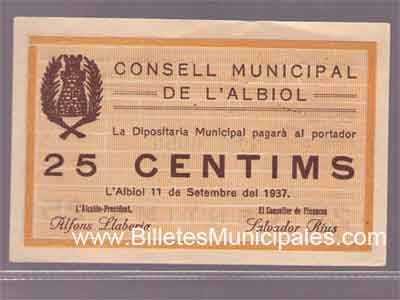 CONSELL MUNICIPAL
DE L'ALBIOL
La Dipositaria Municipal pagarà al portador
25 CENTIMS
L'Albiol 11 de Setembre del 1937.
L'Alcalde-President, El Conseller de Finances
Alfons Llaberia Salvador Rius
www.BilletesMunicipales.com